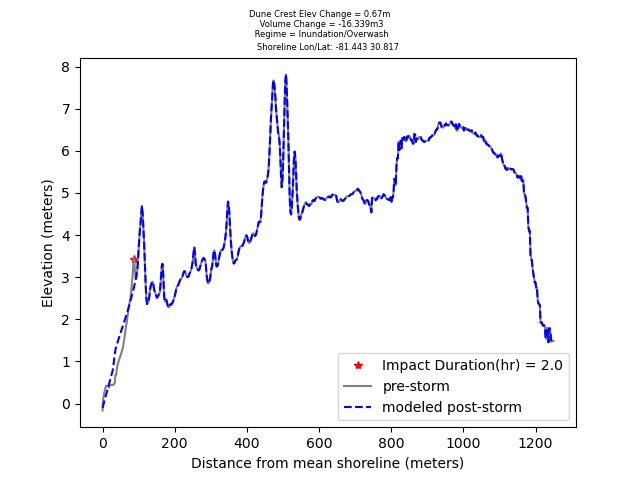 Dune Crest Elev Change = 0.67m
Volume Change = -16.339m3
Regime = Inundation/Overwash
Shoreline Lon/Lat: -81.443 30.817
8
7
6
5
4
3
2
1
0
Elevation (meters)
Impact Duration(hr) = 2.0
pre-storm
modeled post-storm
0 200 400 600 800 1000 1200
Distance from mean shoreline (meters)